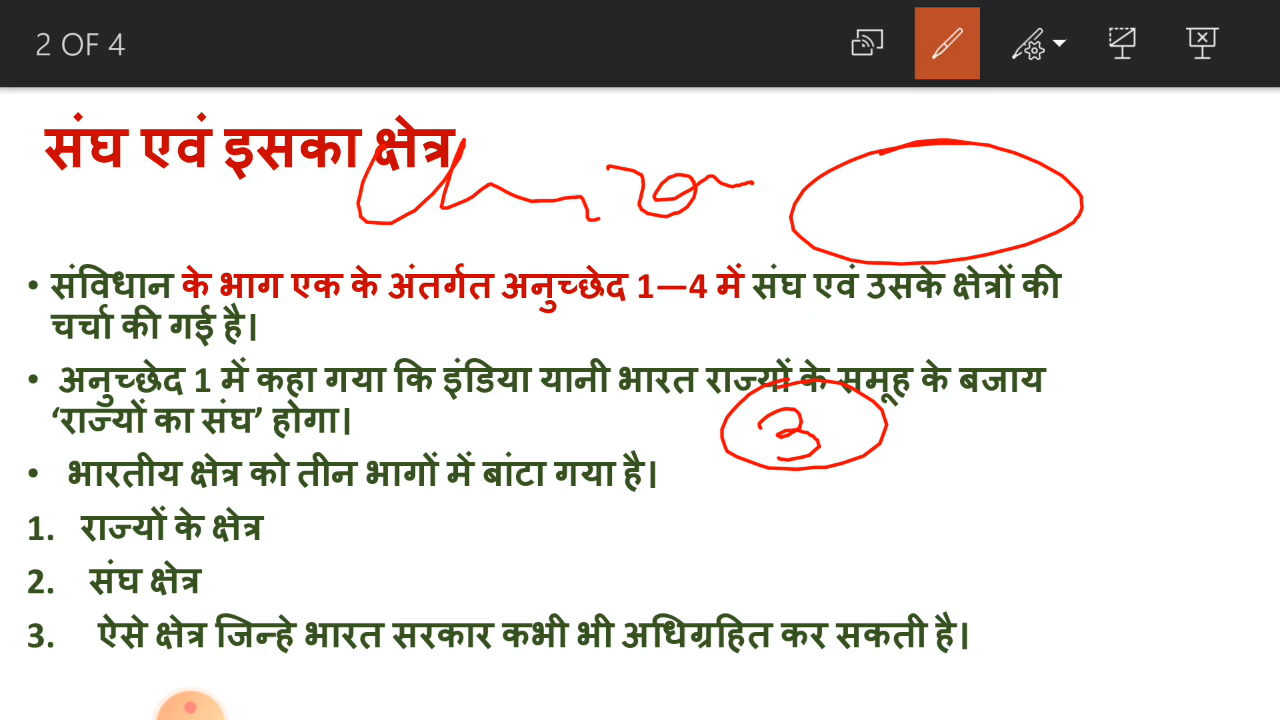 2 OF 4
संघ एवं इसका क्षेत्र
• संविधान के भाग एक के अंतर्गत अनुच्छेद 1—4 में संघ एवं उसके क्षेत्रों की
चर्चा की गई है।
• अनुच्छेद 1 में कहा गया कि इंडिया यानी भारत राज्यों के समूह के बजाय
‘राज्यों का संघ’ होगा।
3
• भारतीय क्षेत्र को तीन भागों में बांटा गया है।
1. राज्यों के क्षेत्र
2. संघ क्षेत्र
3. ऐसे क्षेत्र जिन्हे भारत सरकार कभी भी अधिग्रहित कर सकती है।